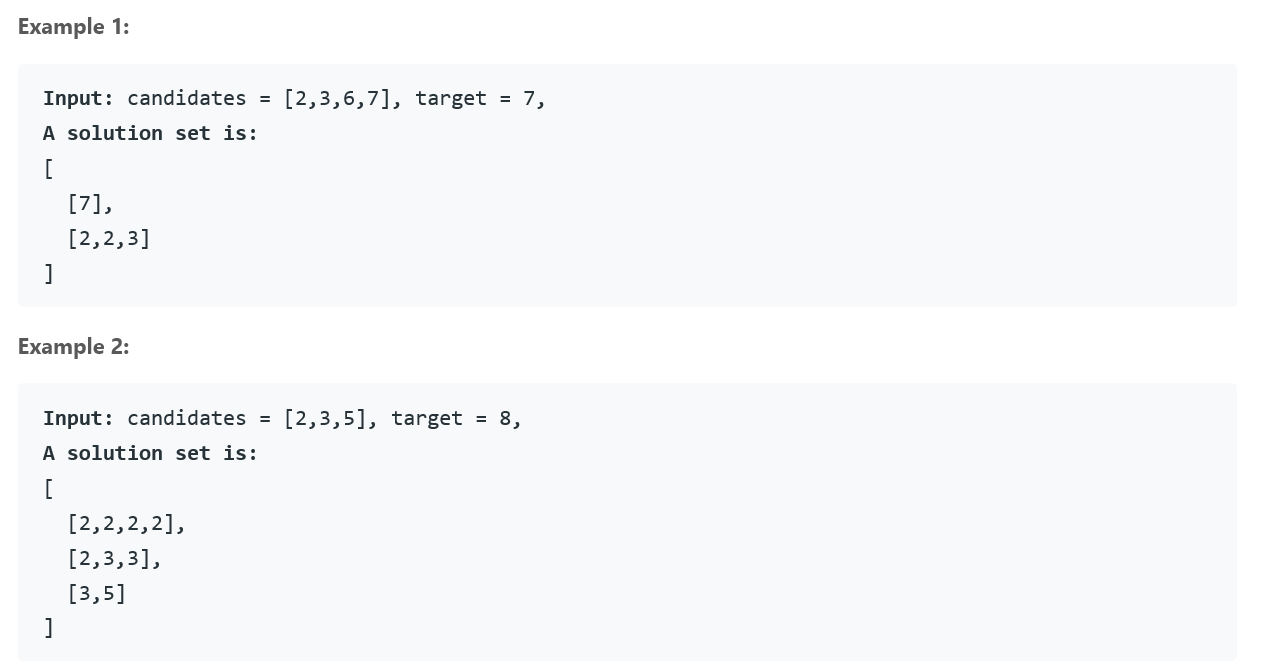 Example 1:
Input: candidates = [2,3,6,7], target = 7,
A solution set is:
[
  [7],
  [2,2,3]
]
Example 2:
Input: candidates = [2,3,5], target = 8,
A solution set is:
[
  [2,2,2,2],
  [2,3,3],
  [3,5]
]